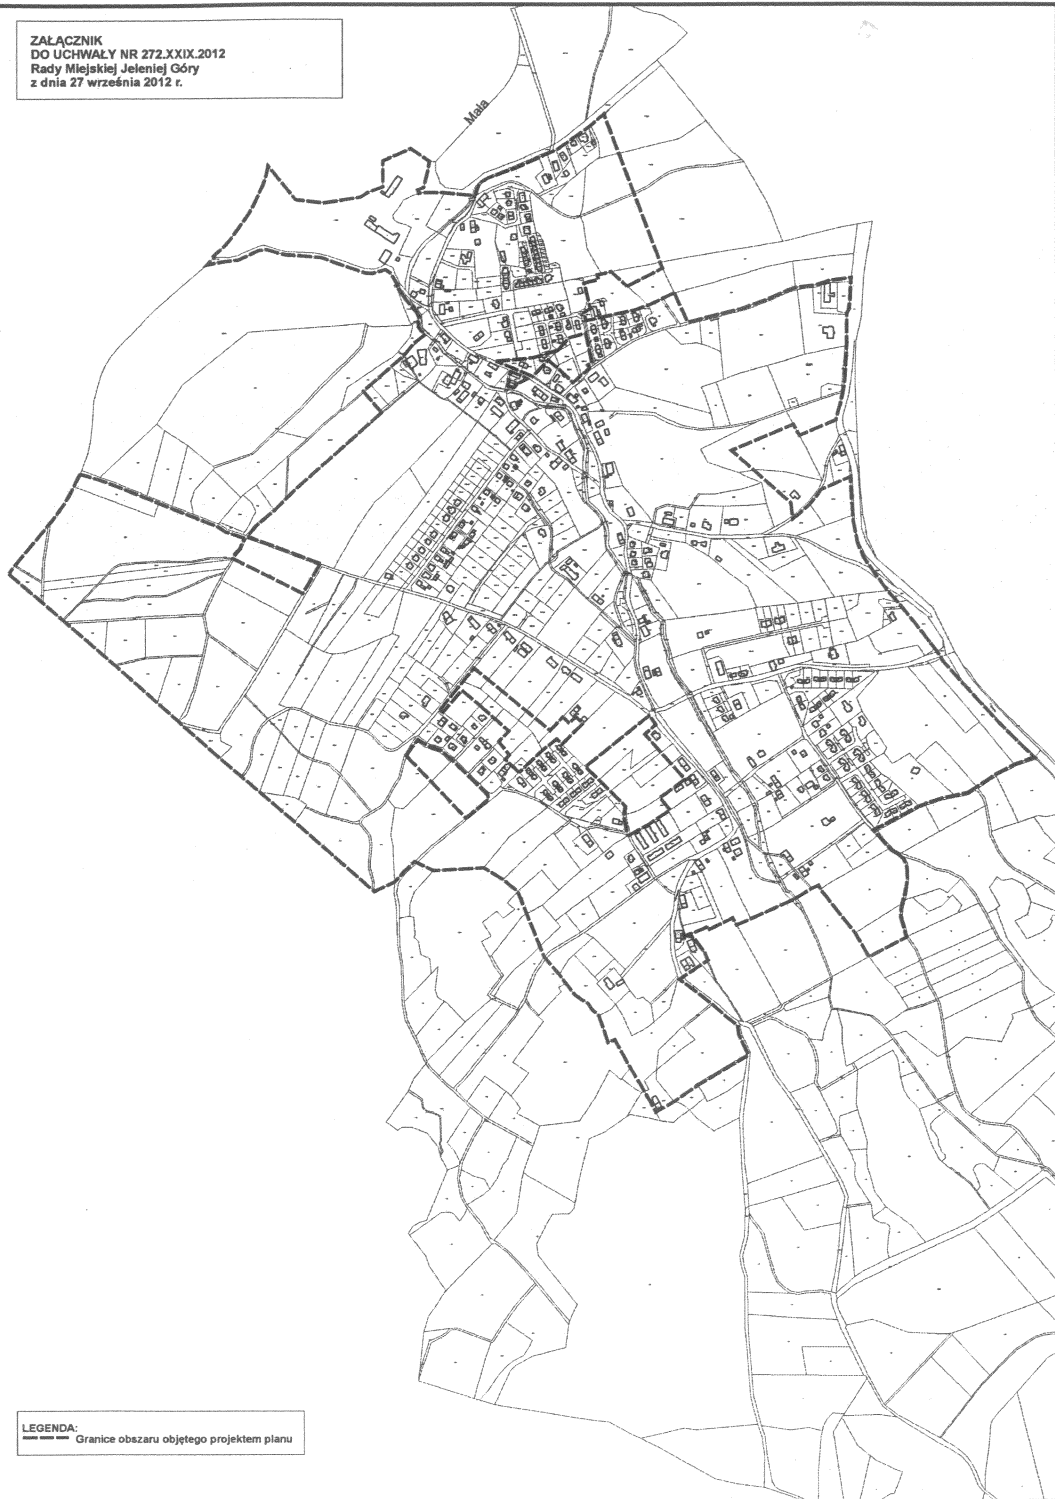 ZAŁĄCZNIK
DO UCHWAŁY NR 272.XXIX.2012
Rady Miejskiej Jeleniej Góry
z dnia 27 września 2012 r.
Mała
LEGENDA:
Granice obszaru objętego projektem planu